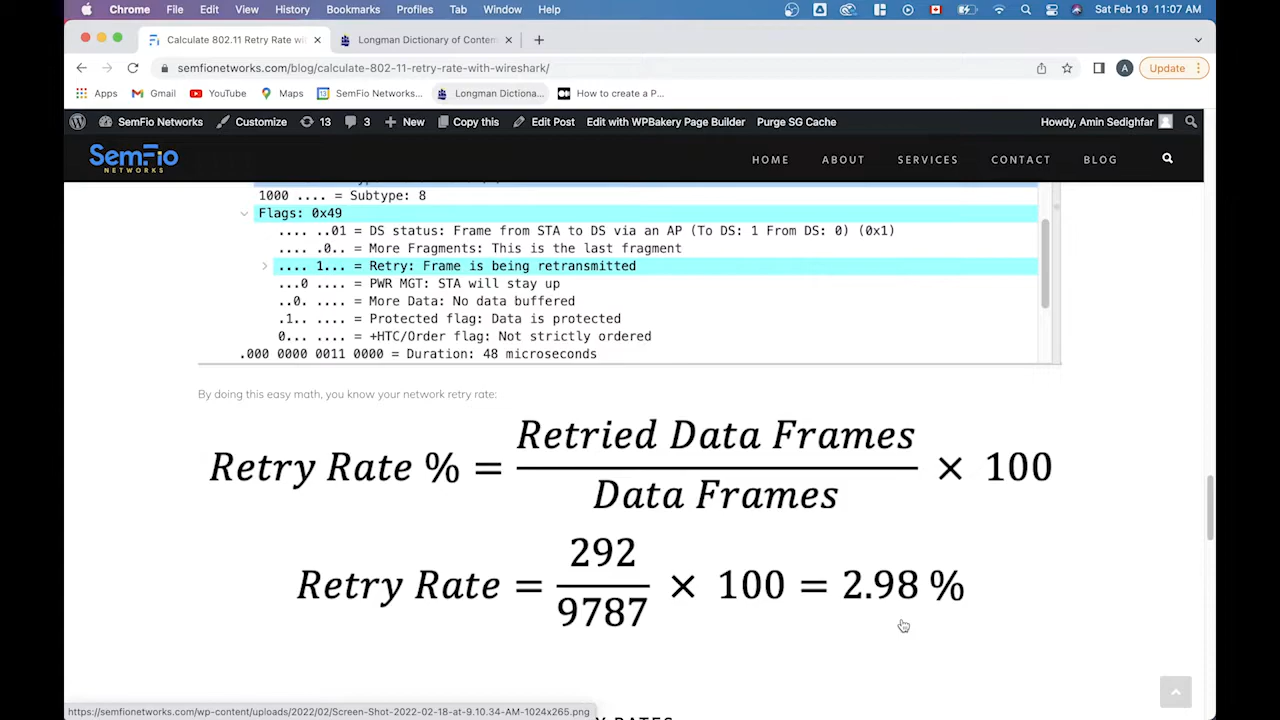 Chrome File Edit View History Bookmarks Profiles Tab Window Help Sat Feb 19 11:07 AM
Calculate 802.11 Retry Rate wi Longman Dictionary of Contem
semfionetworks.com/blog/calculate-802-11-retry-rate-with-wireshark/ A Update
Apps Gmail YouTube Maps SemFio Networks... Longman Dictiona... How to create a P...
SemFio Networks Customize 13 3 New Copy this Edit Post Edit with WPBakery Page Builder Purge SG Cache Howdy, Amin Sedighfar
SemFio NETWORKS HOME ABOUT SERVICES CONTACT BLOG
1000 .... = Subtype: 8
Flags: 0x49
.... ..01 = DS status: Frame from STA to DS via an AP (To DS: 1 From DS: 0) (0x1)
.... .0.. = More Fragments: This is the last fragment
.... 1... = Retry: Frame is being retransmitted
...0 .... = PWR MGT: STA will stay up
..0. .... = More Data: No data buffered
.1.. .... = Protected flag: Data is protected
0... .... = +HTC/Order flag: Not strictly ordered
.000 0000 0011 0000 = Duration: 48 microseconds
By doing this easy math, you know your network retry rate:
Retried Data Frames
Retry Rate % = × 100
Data Frames
292
Retry Rate = × 100 = 2.98 %
9787
https://semfionetworks.com/wp-content/uploads/2022/02/Screen-Shot-2022-02-18-at-9.10.34-AM-1024x265.png